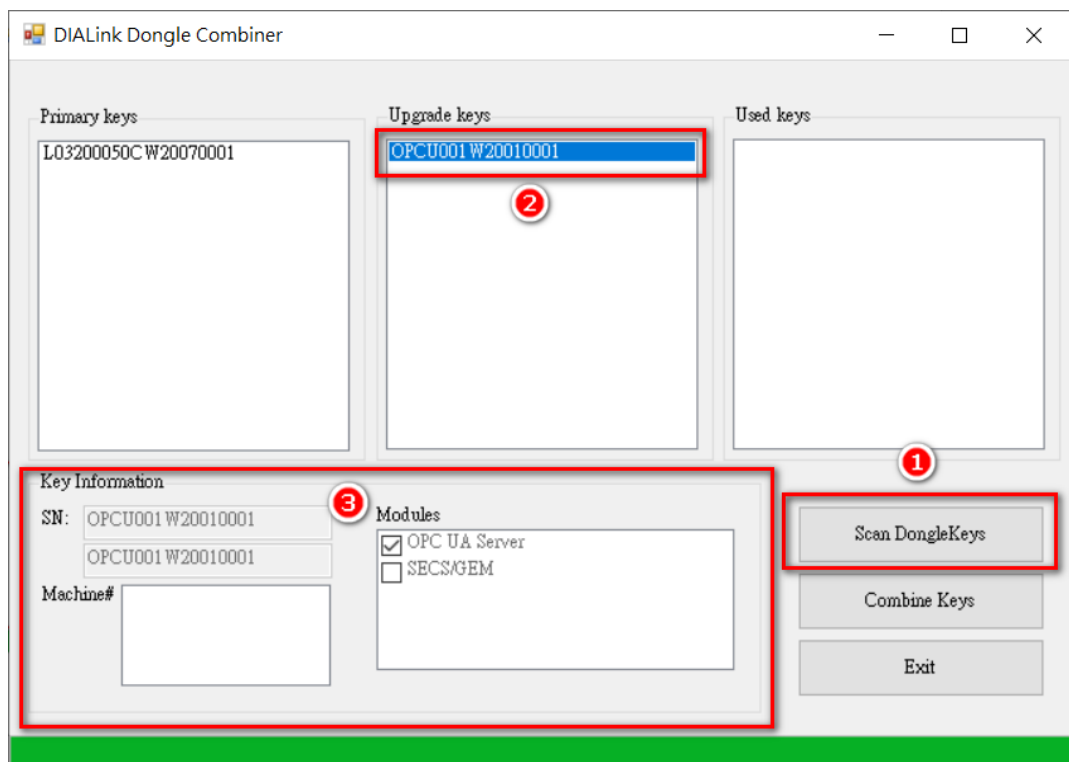 DIALink Dongle Combiner
Primary keys
Upgrade keys
Used keys
L03200050CW20070001
OPCU001W20010001
2
1
Key Information
3
SN:
OPCU001W20010001
Modules
OPC UA Server
Scan DongleKeys
OPCU001W20010001
SECS/GEM
Machine#
Combine Keys
Exit